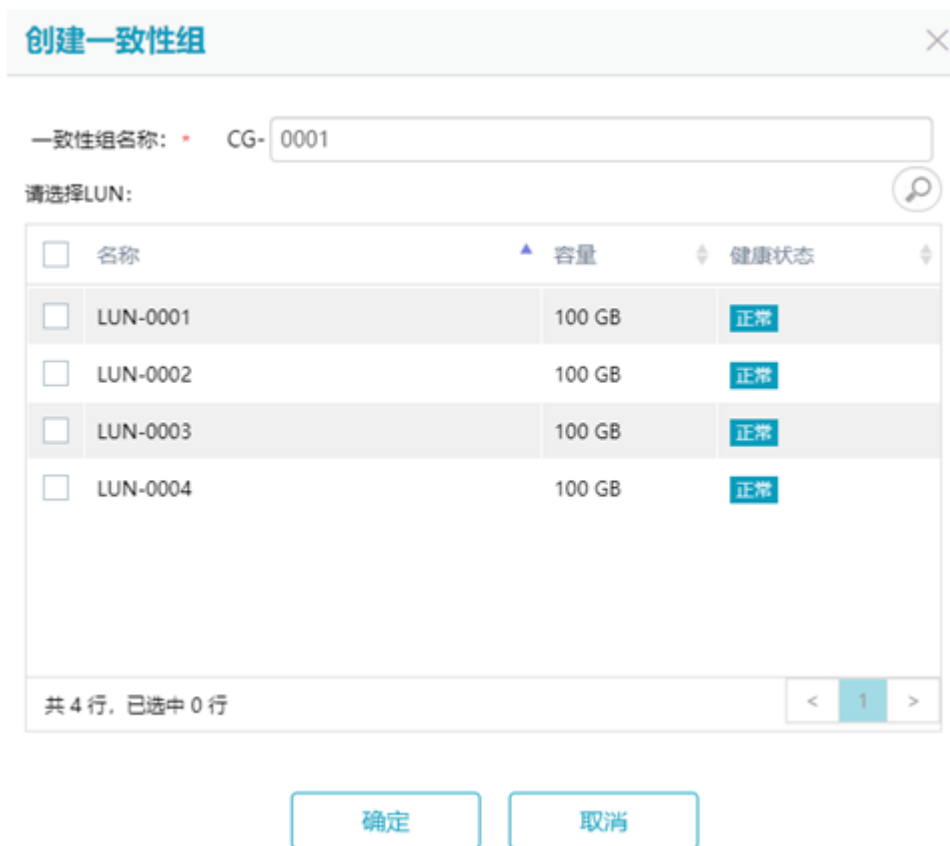 创建一致性组
一致性组名称: * CG- 0001
请选择LUN:
名称 容量 健康状态
LUN-0001 100 GB 正常
LUN-0002 100 GB 正常
LUN-0003 100 GB 正常
LUN-0004 100 GB 正常
共 4 行, 已选中 0 行 < 1 >
确定 取消